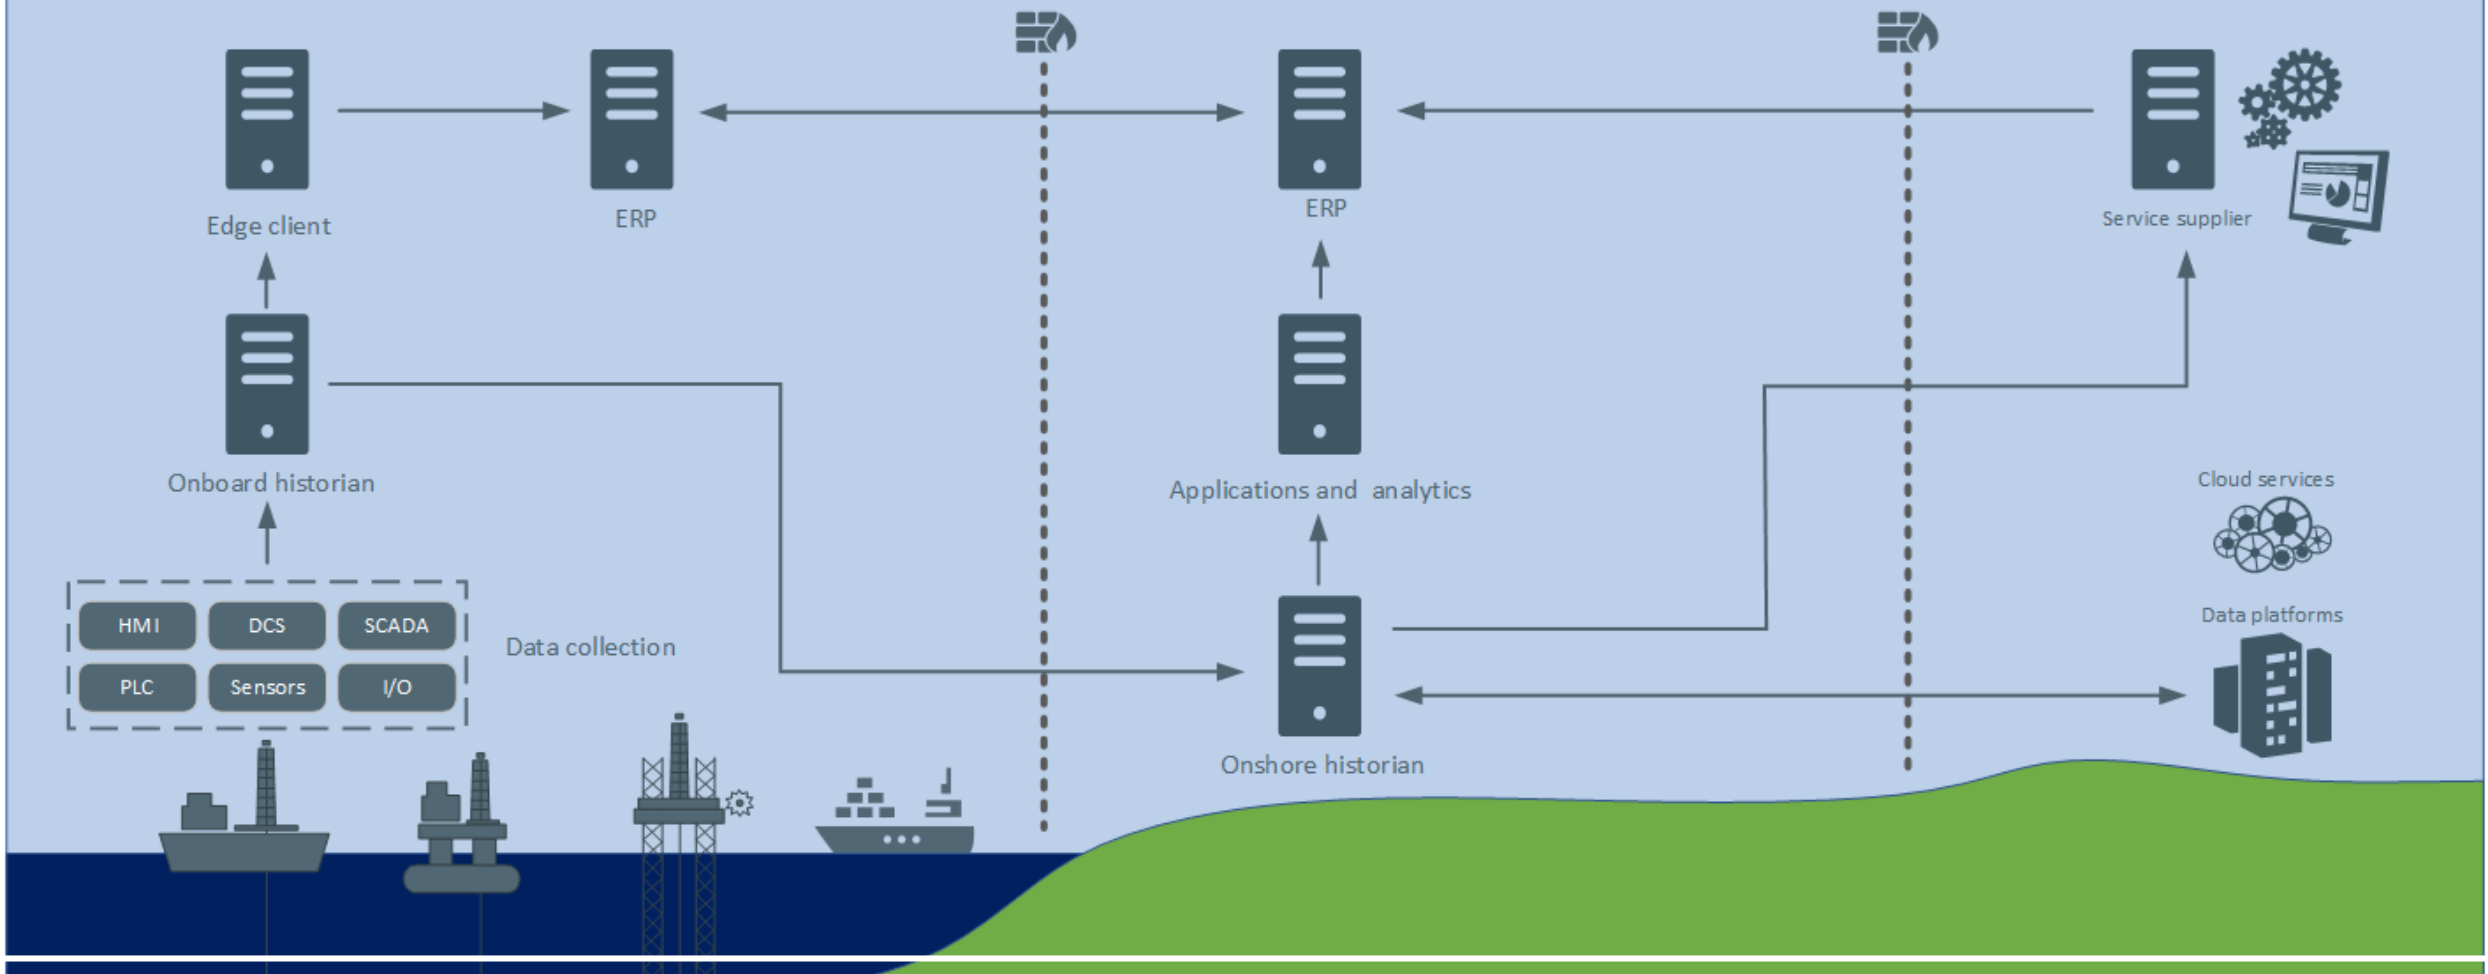 Edge client
ERP
ERP
Service supplier
Onboard historian
Applications and analytics
Cloud services
HMI
DCS
SCADA
Data collection
Data platforms
PLC
Sensors
I/O
Onshore historian